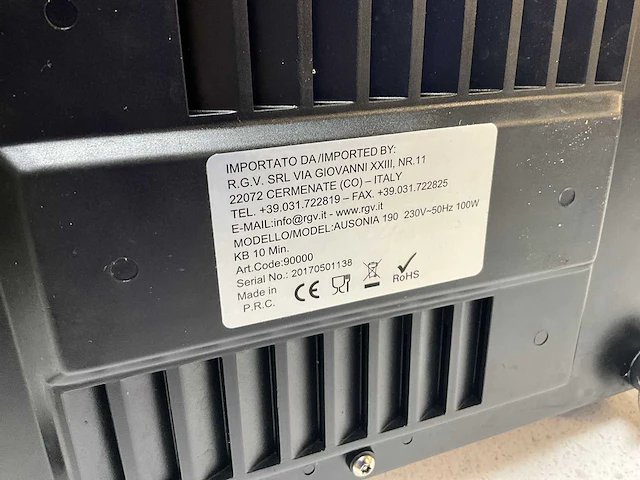 IMPORTATO DA/IMPORTED BY:
R.G.V. SRL VIA GIOVANNI XXIII, NR.11
22072 CERMENATE (CO) – ITALY
TEL. +39.031.722819 – FAX. +39.031.722825
E-MAIL:info@rgv.it - www.rgv.it
MODELLO/MODEL:AUSONIA 190 230V~50Hz 100W
KB 10 Min.
Art.Code:90000
Serial No.: 20170501138
Made in
P.R.C.
CE
RoHS